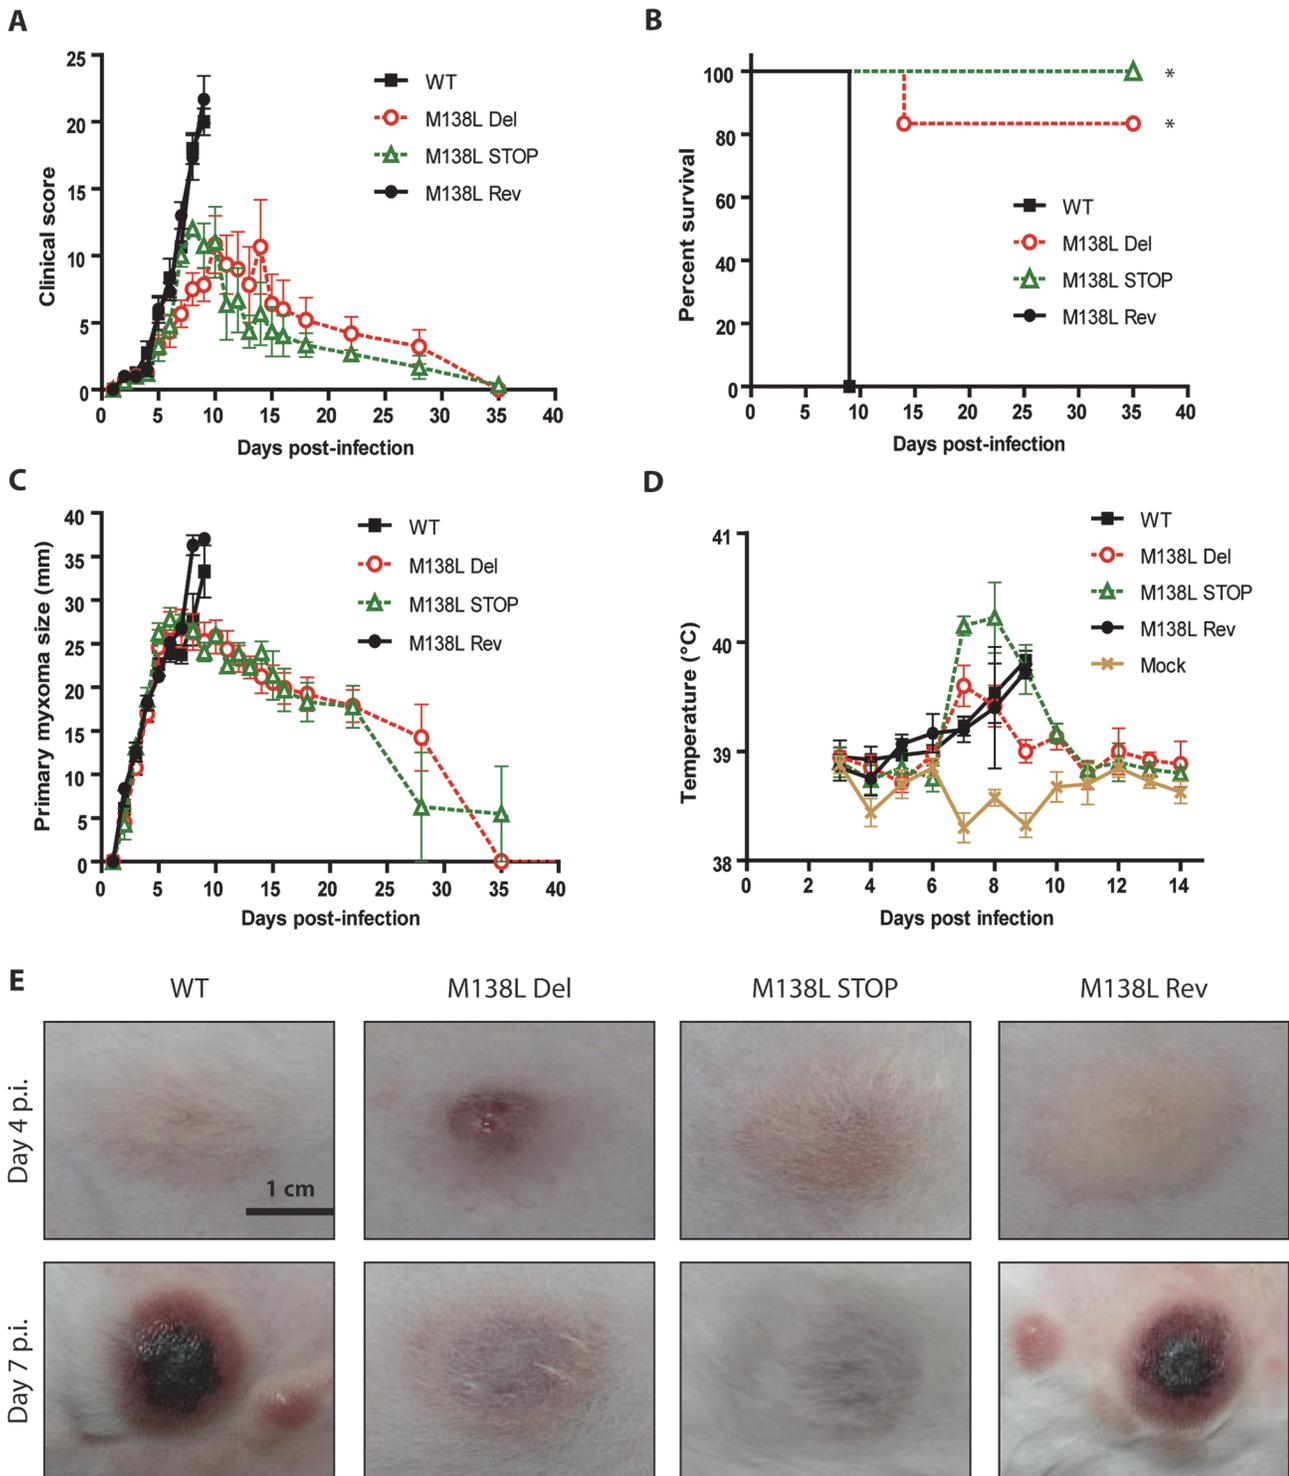 A
25
20
15
10
5
0
Clinical score
WT
M138L Del
M138L STOP
M138L Rev
0 5 10 15 20 25 30 35 40
Days post-infection
B
100
80
60
40
20
0
Percent survival
*
*
WT
M138L Del
M138L STOP
M138L Rev
0 5 10 15 20 25 30 35 40
Days post-infection
C
40
35
30
25
20
15
10
5
0
Primary myxoma size (mm)
WT
M138L Del
M138L STOP
M138L Rev
0 5 10 15 20 25 30 35 40
Days post-infection
D
41
40
39
38
Temperature (°C)
WT
M138L Del
M138L STOP
M138L Rev
Mock
0 2 4 6 8 10 12 14
Days post infection
E
WT M138L Del M138L STOP M138L Rev
Day 4 p.i.
1 cm
Day 7 p.i.